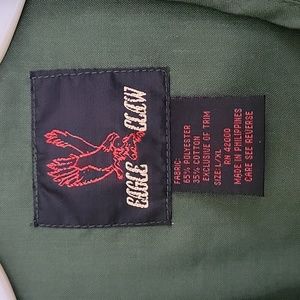 EAGLE CLAW
FABRIC:
65% POLYESTER
35% COTTON
EXCLUSIVE OF TRIM
SIZE: L/XL
RN 42000
MADE IN PHILIPPINES
CARE SEE REVERSE